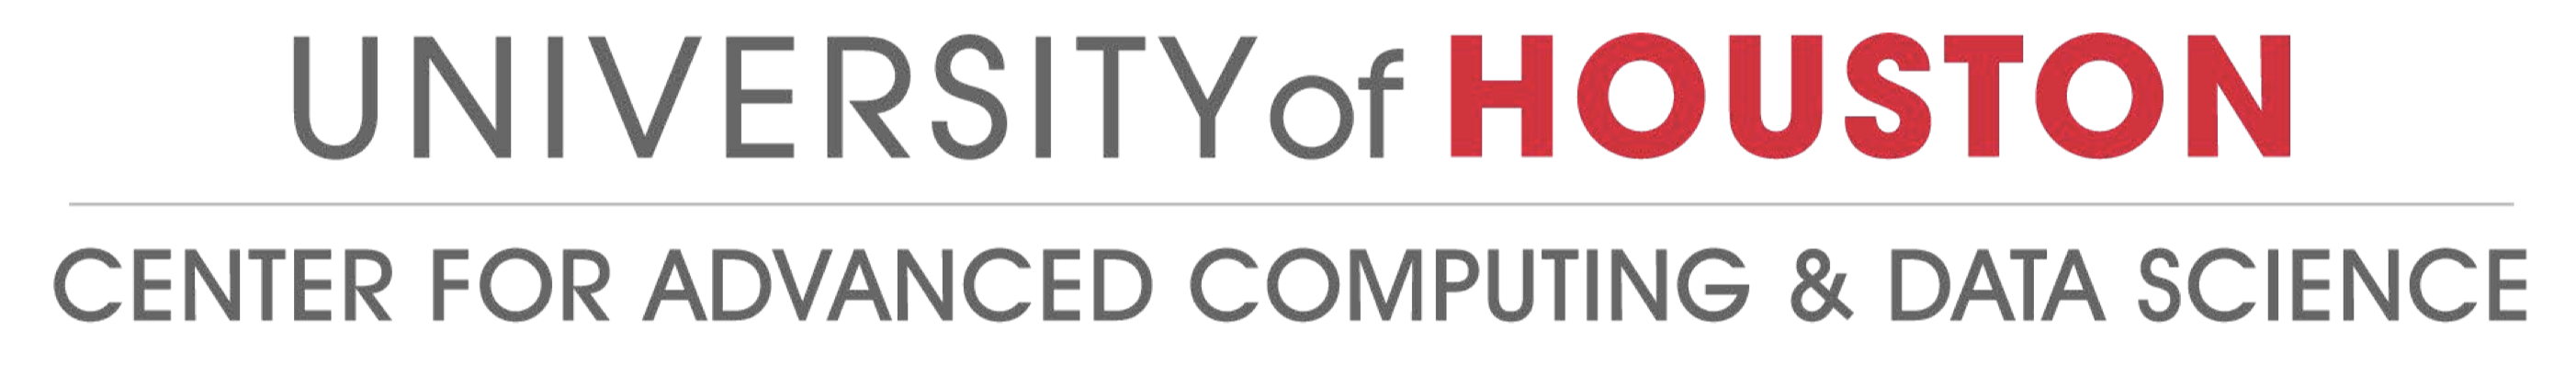 UNIVERSITY of HOUSTON
CENTER FOR ADVANCED COMPUTING & DATA SCIENCE